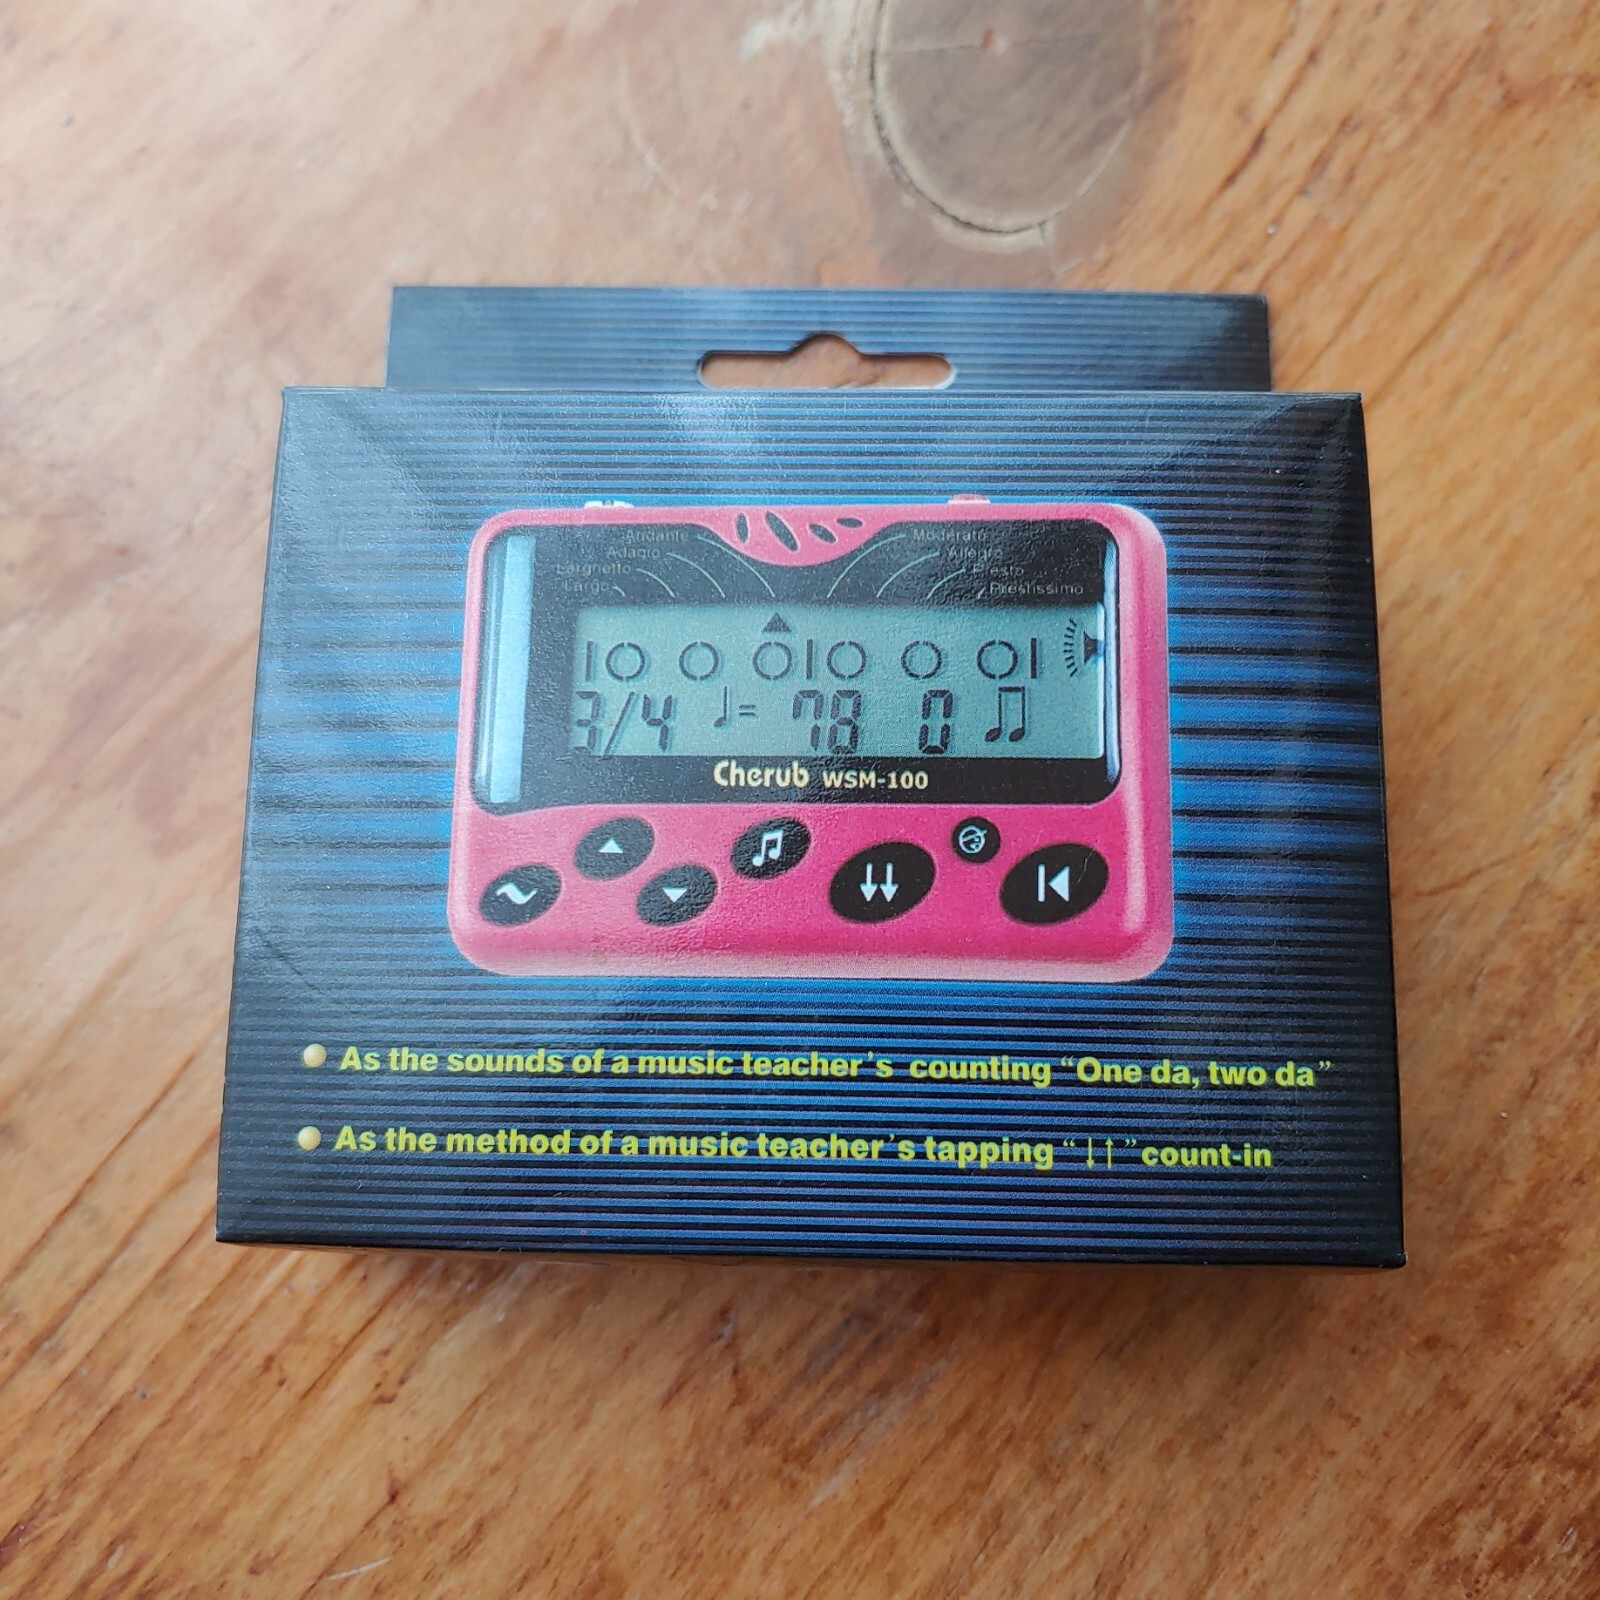 Andante
Moderato
Adagio
Allegro
Larghetto
Presto
Largo
Prestissimo
3/4 ♩= 78 0 ♫
Cherub WSM-100
As the sounds of a music teacher's counting “One da, two da”
As the method of a music teacher's tapping “↓↑” count-in